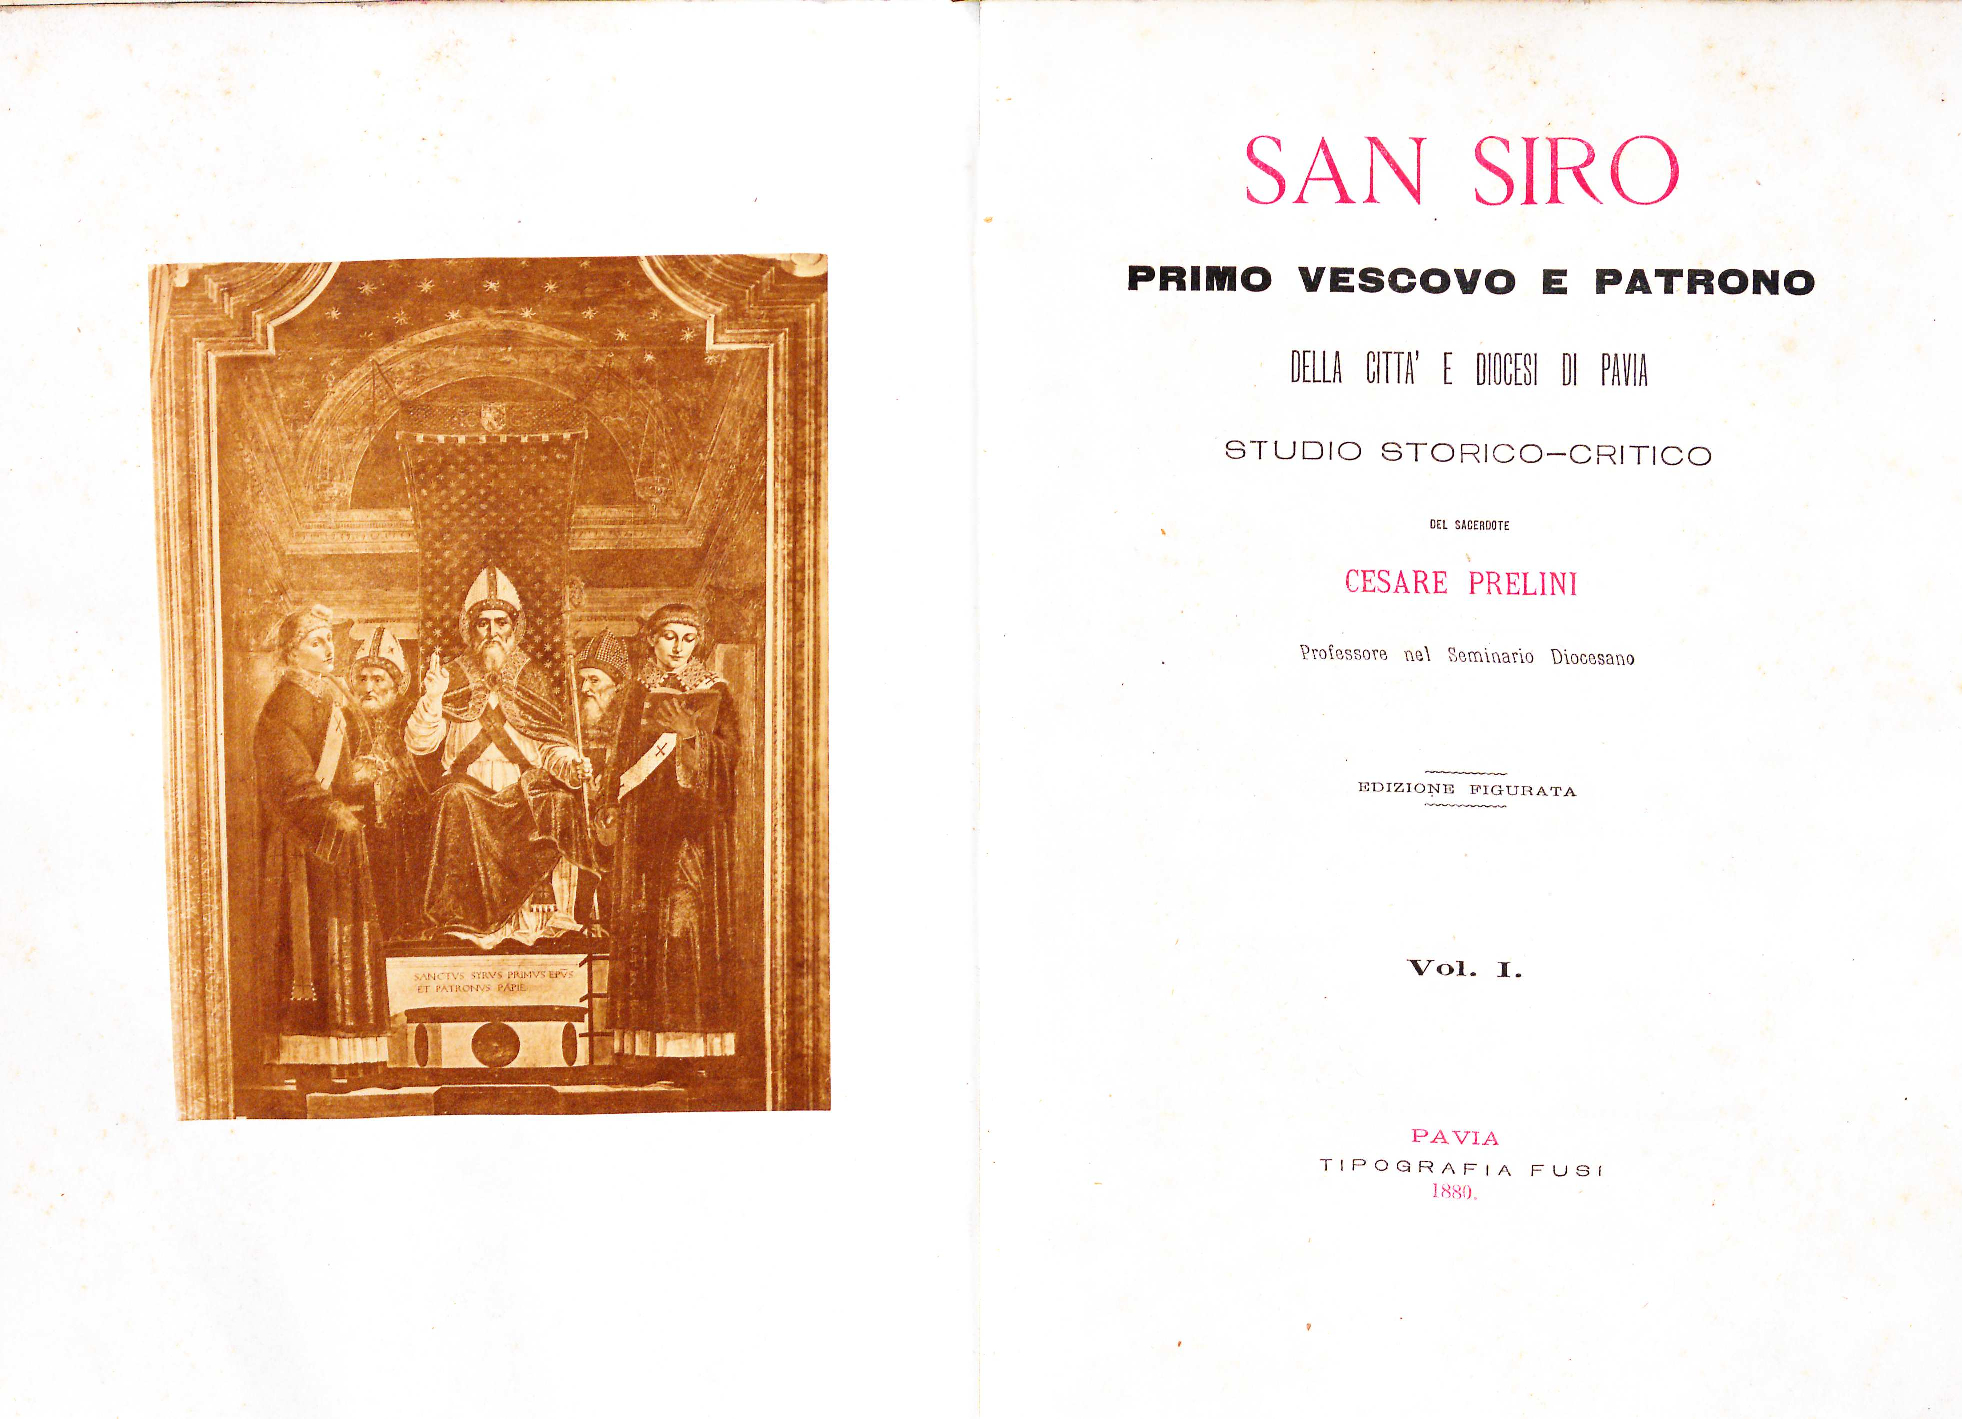 SANCTVS SYRVS PRIMVS EPVS
ET PATRONVS PAPIE
SAN SIRO
PRIMO VESCOVO E PATRONO
DELLA CITTA' E DIOCESI DI PAVIA
STUDIO STORICO-CRITICO
DEL SACERDOTE
CESARE PRELINI
Professore nel Seminario Diocesano
EDIZIONE FIGURATA
Vol. I.
PAVIA
TIPOGRAFIA FUSI
1880.